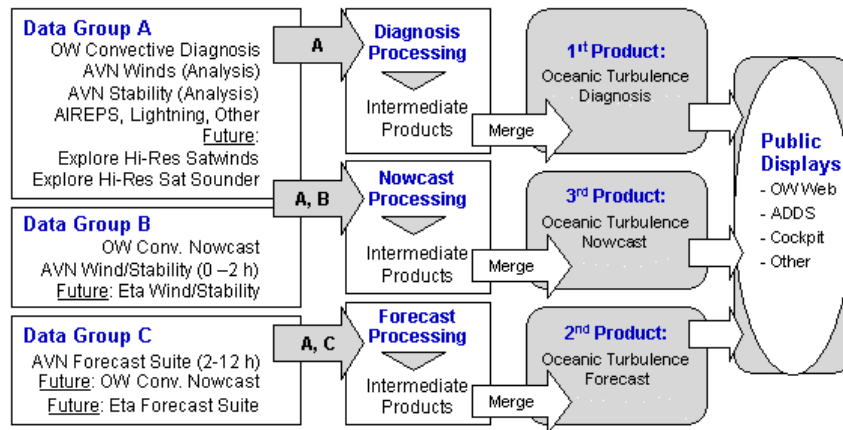 Data Group A
OW Convective Diagnosis
AVN Winds (Analysis)
AVN Stability (Analysis)
AIREPS, Lightning, Other
Future:
Explore Hi-Res Satwinds
Explore Hi-Res Sat Sounder
Data Group B
OW Conv. Nowcast
AVN Wind/Stability (0 –2 h)
Future: Eta Wind/Stability
Data Group C
AVN Forecast Suite (2-12 h)
Future: OW Conv. Nowcast
Future: Eta Forecast Suite
A
A, B
A, C
Diagnosis
Processing
Intermediate
Products
Nowcast
Processing
Intermediate
Products
Forecast
Processing
Intermediate
Products
Merge
Merge
Merge
1st Product:
Oceanic Turbulence
Diagnosis
3rd Product:
Oceanic Turbulence
Nowcast
2nd Product:
Oceanic Turbulence
Forecast
Public
Displays
- OW Web
- ADDS
- Cockpit
- Other